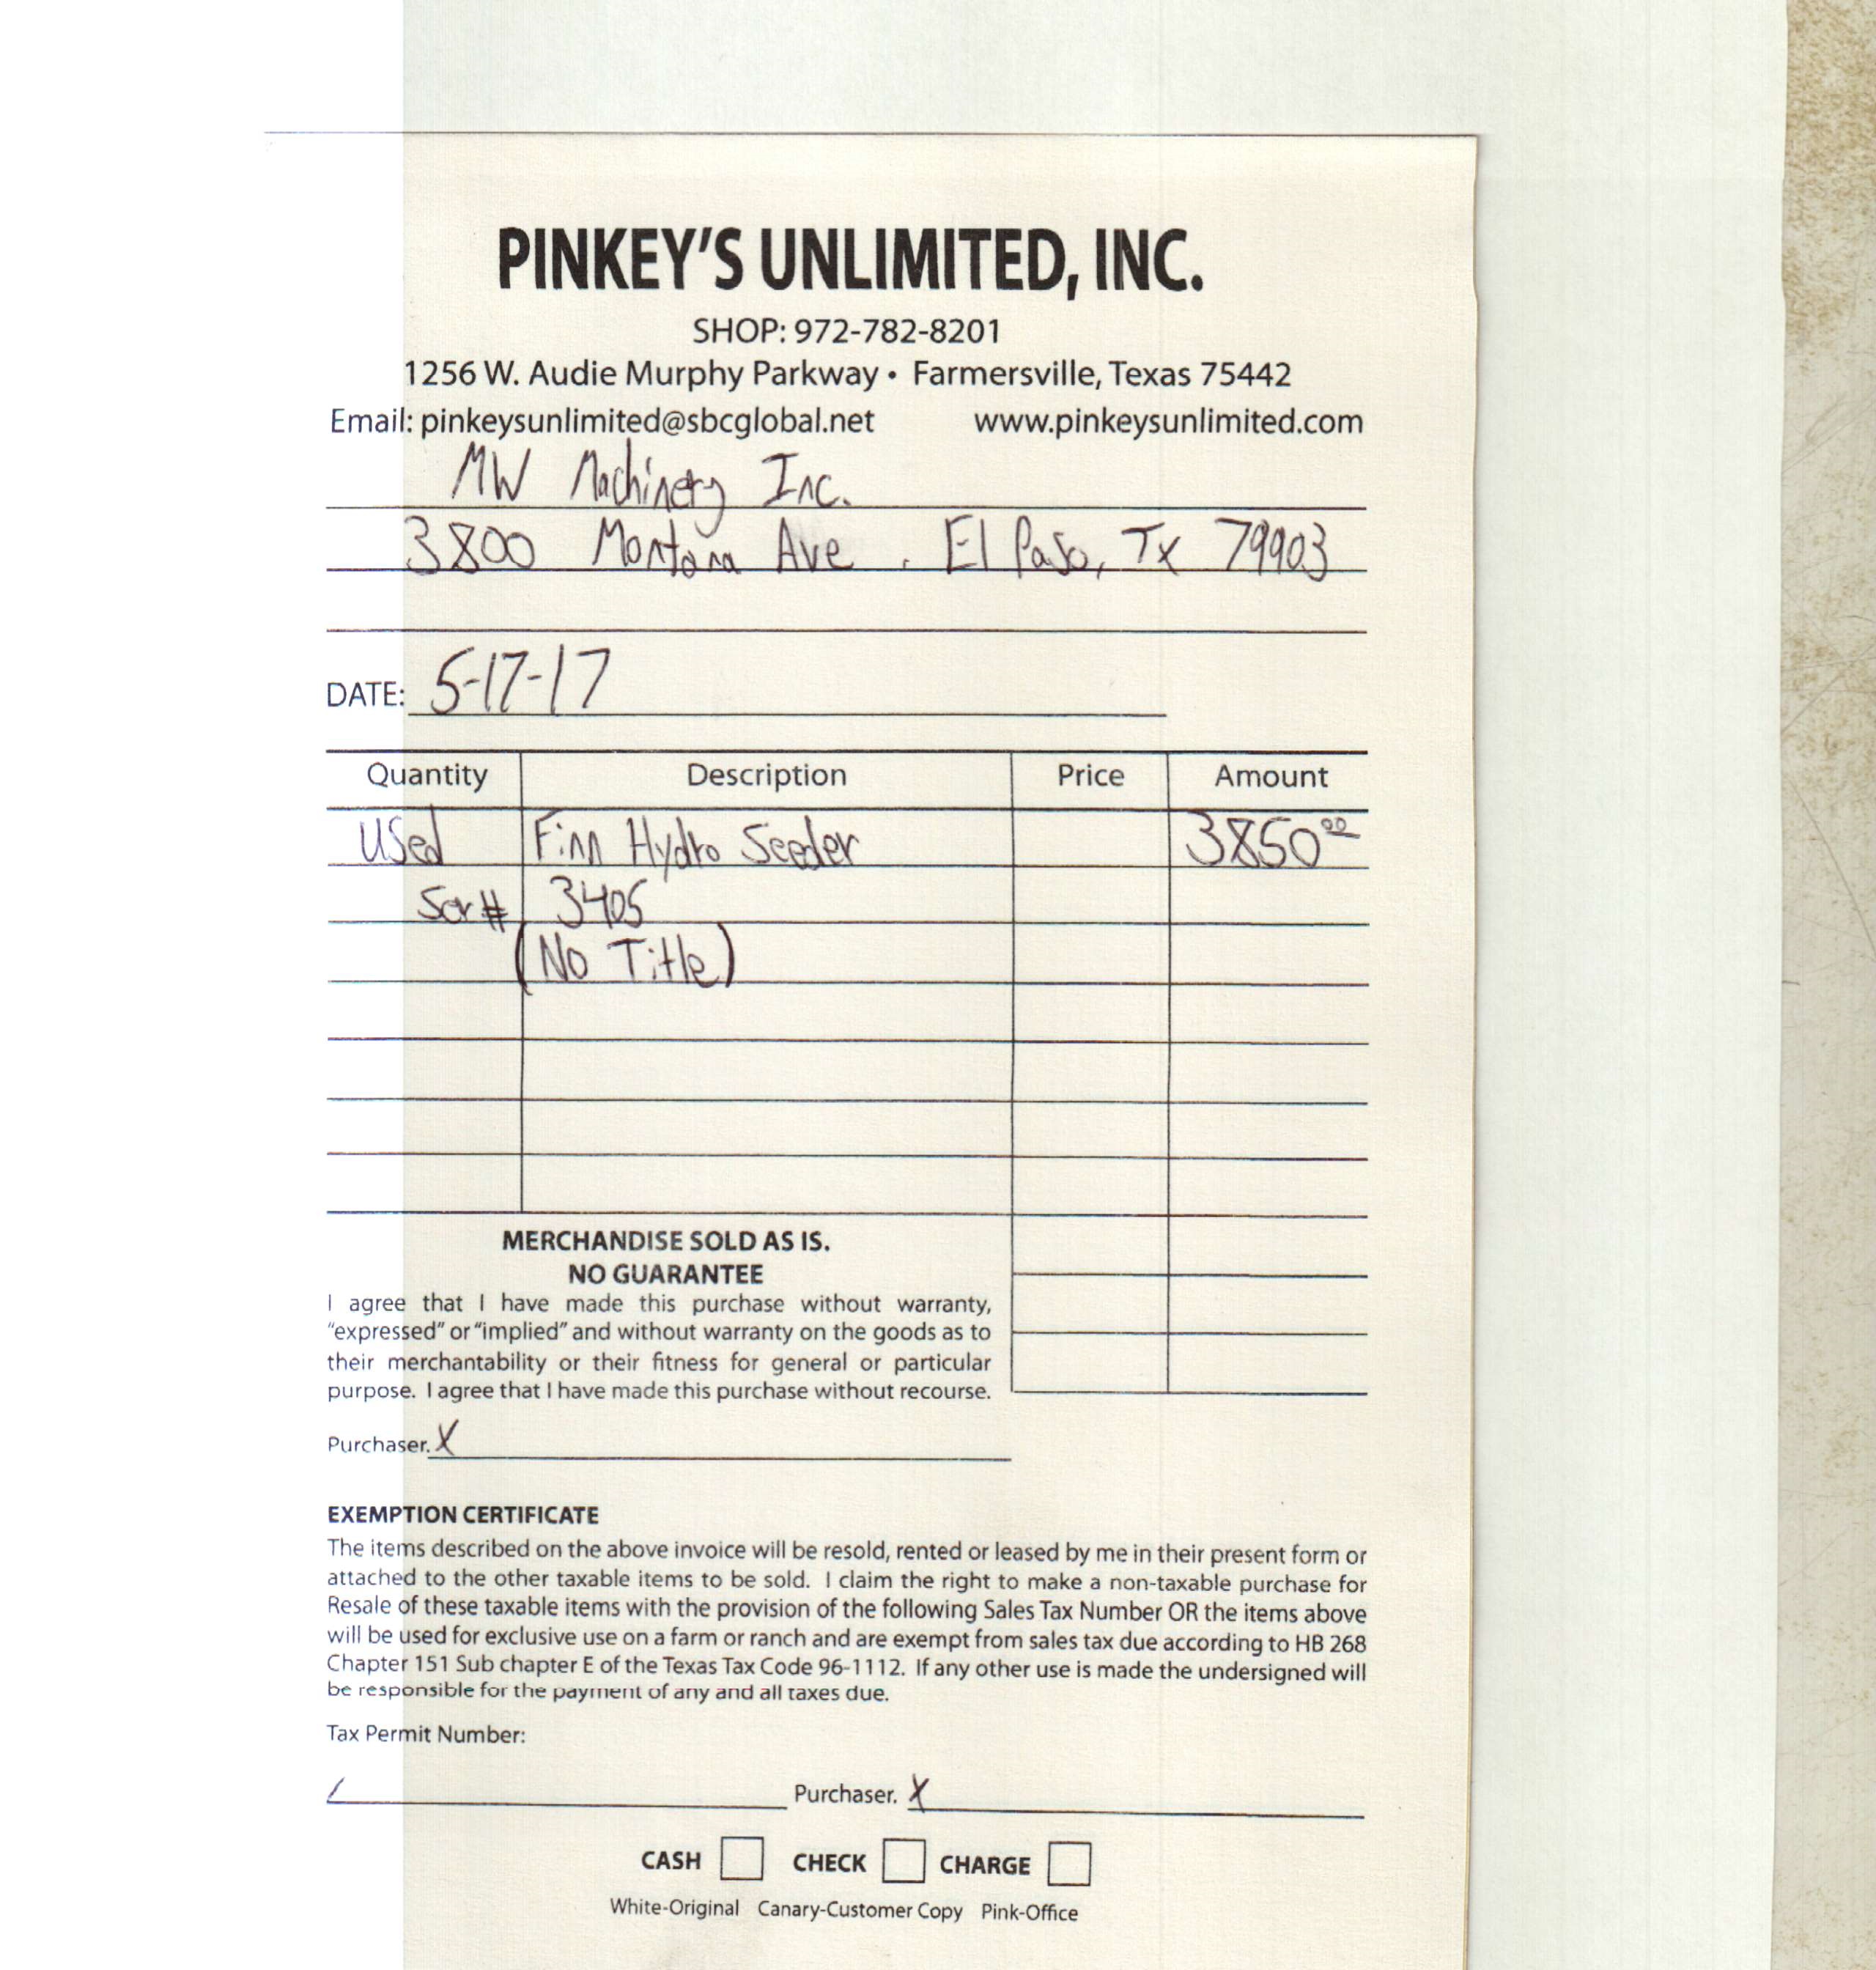 PINKEY'S UNLIMITED, INC.
SHOP: 972-782-8201
1256 W. Audie Murphy Parkway • Farmersville, Texas 75442
Email: pinkeysunlimited@sbcglobal.net www.pinkeysunlimited.com
MW Machinery Inc.
3800 Montana Ave. El Paso, Tx 79903
DATE: 5-17-17
Quantity Description Price Amount
Used Finn Hydro Seeder 3850 00
Ser# 3405
(No Title)
MERCHANDISE SOLD AS IS.
NO GUARANTEE
I agree that I have made this purchase without warranty,
"expressed" or "implied" and without warranty on the goods as to
their merchantability or their fitness for general or particular
purpose. I agree that I have made this purchase without recourse.
Purchaser. X
EXEMPTION CERTIFICATE
The items described on the above invoice will be resold, rented or leased by me in their present form or
attached to the other taxable items to be sold. I claim the right to make a non-taxable purchase for
Resale of these taxable items with the provision of the following Sales Tax Number OR the items above
will be used for exclusive use on a farm or ranch and are exempt from sales tax due according to HB 268
Chapter 151 Sub chapter E of the Texas Tax Code 96-1112. If any other use is made the undersigned will
be responsible for the payment of any and all taxes due.
Tax Permit Number:
Purchaser. X
CASH CHECK CHARGE
White-Original Canary-Customer Copy Pink-Office